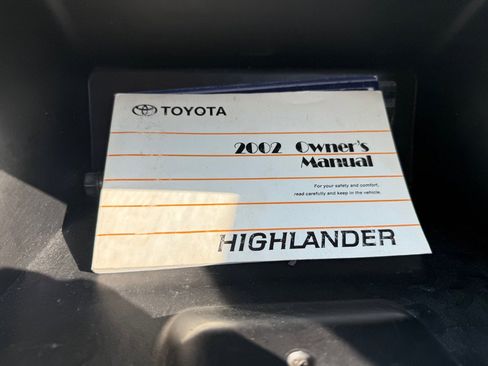 TOYOTA
2002 Owner's
Manual
For your safety and comfort,
read carefully and keep in the vehicle.
HIGHLANDER